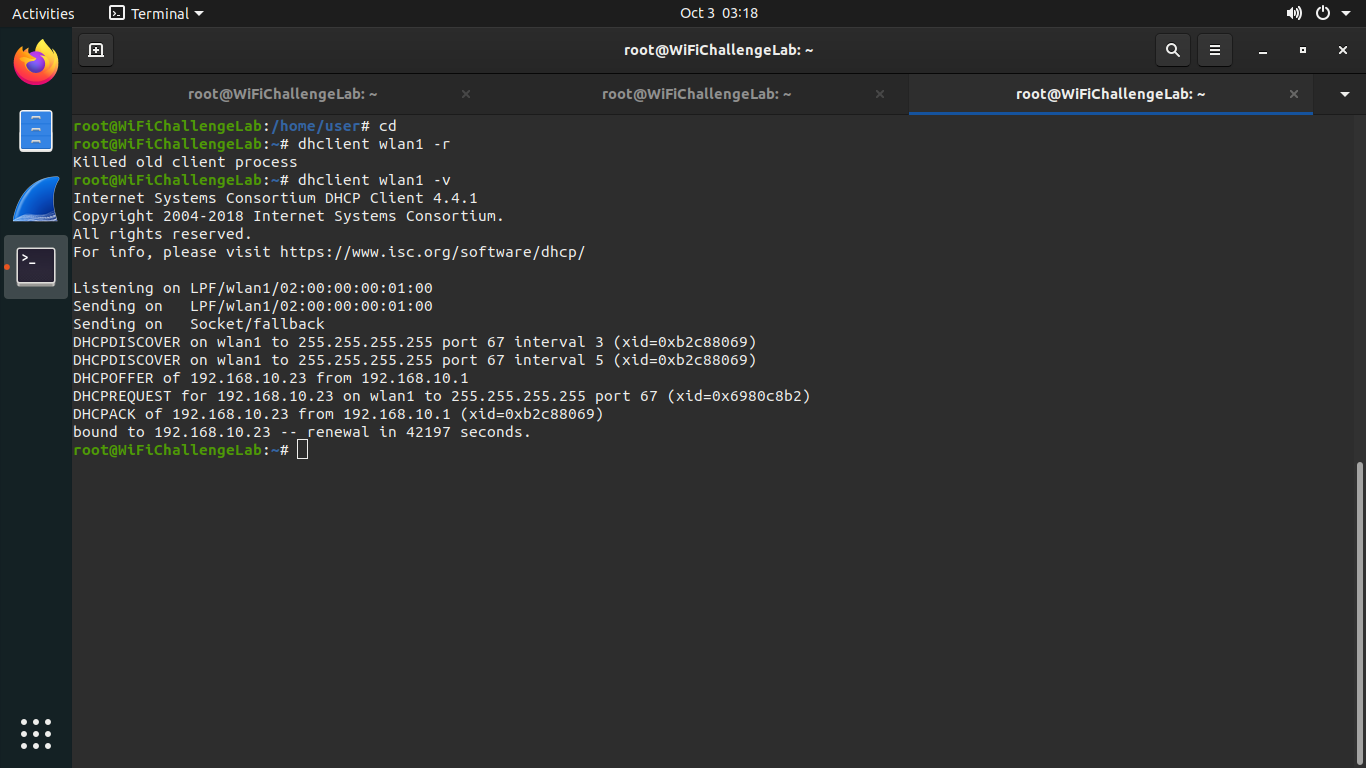 Activities
Terminal
Oct 3 03:18
root@WiFiChallengeLab: ~
root@WiFiChallengeLab: ~
root@WiFiChallengeLab: ~
root@WiFiChallengeLab: ~
root@WiFiChallengeLab:/home/user# cd
root@WiFiChallengeLab:~# dhclient wlan1 -r
Killed old client process
root@WiFiChallengeLab:~# dhclient wlan1 -v
Internet Systems Consortium DHCP Client 4.4.1
Copyright 2004-2018 Internet Systems Consortium.
All rights reserved.
For info, please visit https://www.isc.org/software/dhcp/
Listening on LPF/wlan1/02:00:00:00:01:00
Sending on   LPF/wlan1/02:00:00:00:01:00
Sending on   Socket/fallback
DHCPDISCOVER on wlan1 to 255.255.255.255 port 67 interval 3 (xid=0xb2c88069)
DHCPDISCOVER on wlan1 to 255.255.255.255 port 67 interval 5 (xid=0xb2c88069)
DHCPOFFER of 192.168.10.23 from 192.168.10.1
DHCPREQUEST for 192.168.10.23 on wlan1 to 255.255.255.255 port 67 (xid=0x6980c8b2)
DHCPACK of 192.168.10.23 from 192.168.10.1 (xid=0xb2c88069)
bound to 192.168.10.23 -- renewal in 42197 seconds.
root@WiFiChallengeLab:~#